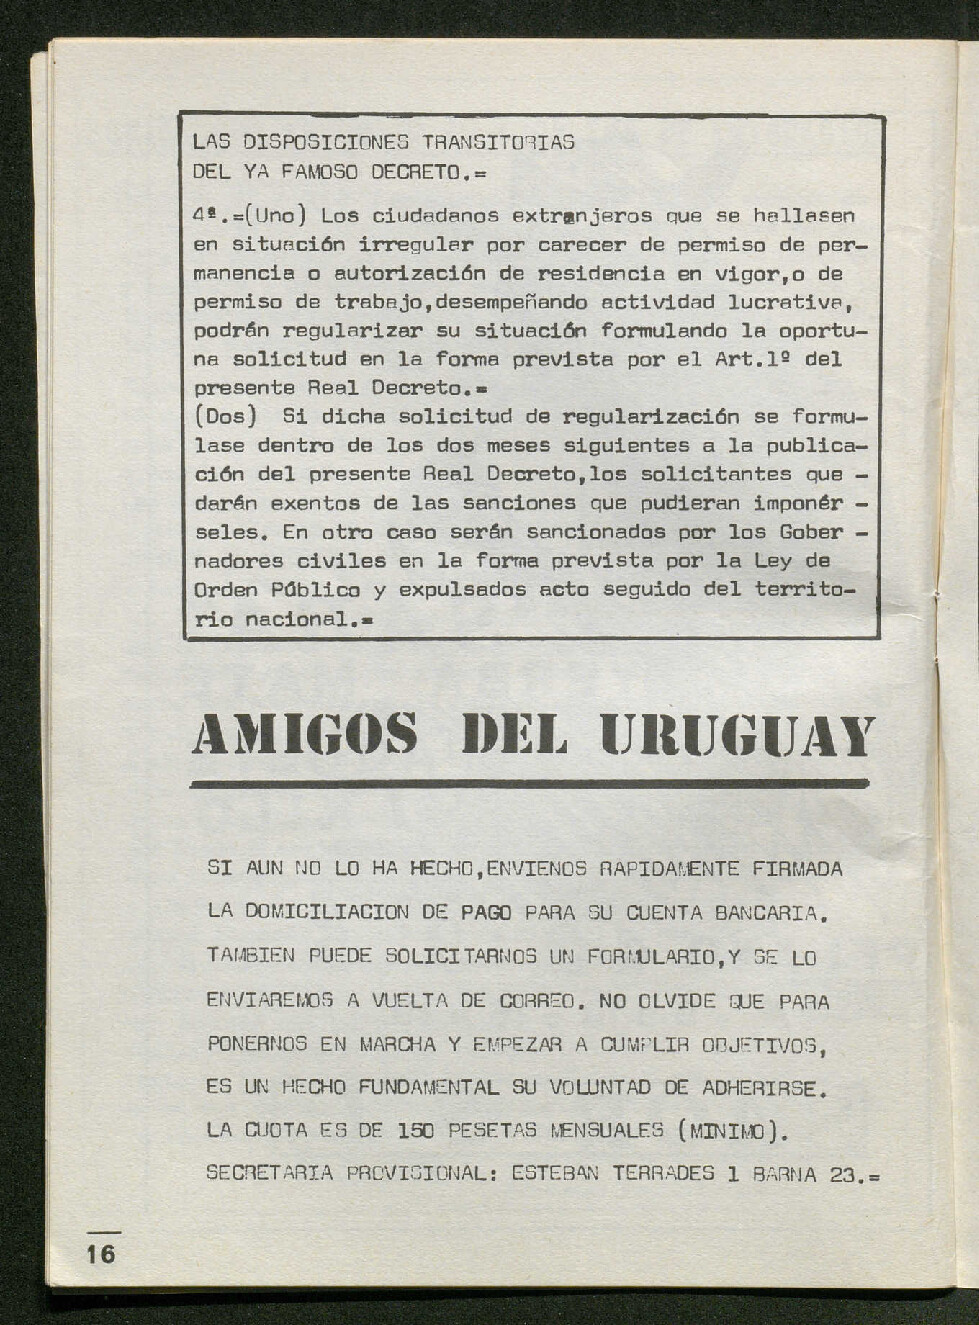 LAS DISPOSICIONES TRANSITORIAS
DEL YA FAMOSO DECRETO.=
4ª.=(Uno) Los ciudadanos extranjeros que se hallasen
en situación irregular por carecer de permiso de per-
manencia o autorización de residencia en vigor,o de
permiso de trabajo,desempeñando actividad lucrativa,
podrán regularizar su situación formulando la oportu-
na solicitud en la forma prevista por el Art.1º del
presente Real Decreto.=
(Dos) Si dicha solicitud de regularización se formu-
lase dentro de los dos meses siguientes a la publica-
ción del presente Real Decreto,los solicitantes que -
darán exentos de las sanciones que pudieran imponér -
seles. En otro caso serán sancionados por los Gober -
nadores civiles en la forma prevista por la Ley de
Orden Público y expulsados acto seguido del territo-
rio nacional.=
AMIGOS DEL URUGUAY
SI AUN NO LO HA HECHO,ENVIENOS RAPIDAMENTE FIRMADA
LA DOMICILIACION DE PAGO PARA SU CUENTA BANCARIA.
TAMBIEN PUEDE SOLICITARNOS UN FORMULARIO,Y SE LO
ENVIAREMOS A VUELTA DE CORREO. NO OLVIDE QUE PARA
PONERNOS EN MARCHA Y EMPEZAR A CUMPLIR OBJETIVOS,
ES UN HECHO FUNDAMENTAL SU VOLUNTAD DE ADHERIRSE.
LA CUOTA ES DE 150 PESETAS MENSUALES (MINIMO).
SECRETARIA PROVISIONAL: ESTEBAN TERRADES 1 BARNA 23.=
16